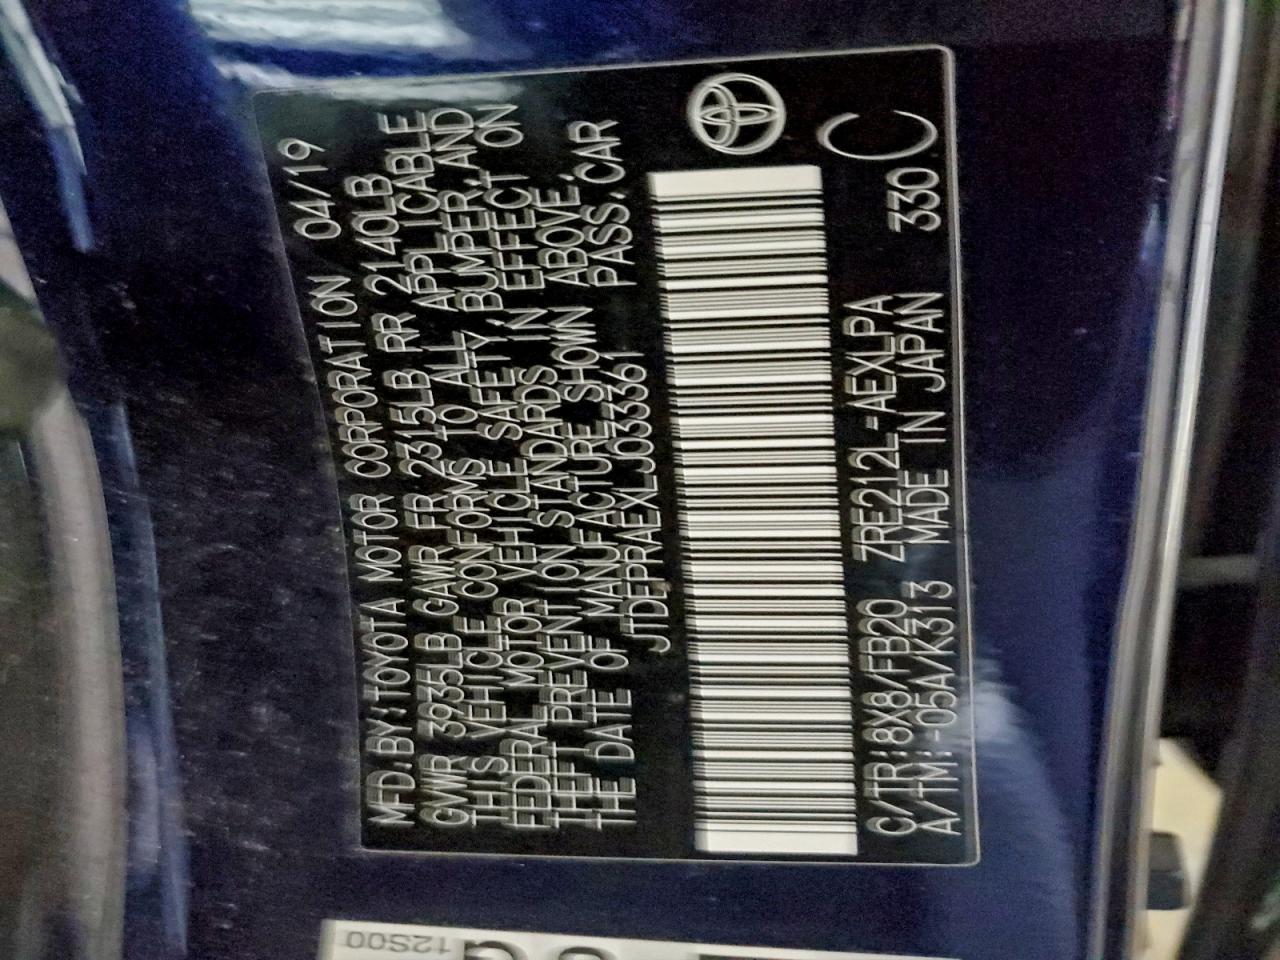 MFD.BY:TOYOTA MOTOR CORPORATION 04/19
GVWR 3935LB GAWR FR 2315LB RR 2140LB
THIS VEHICLE CONFORMS TO ALL APPLICABLE
FEDERAL MOTOR VEHICLE SAFETY, BUMPER, AND
THEFT PREVENTION STANDARDS IN EFFECT ON
THE DATE OF MANUFACTURE SHOWN ABOVE.
JTDEPRAEXLJ033361 PASS.CAR
C/TR:8X8/FB20 ZRE212L-AEXLPA
A/TM:-05A/K313 MADE IN JAPAN 330 C
12S00